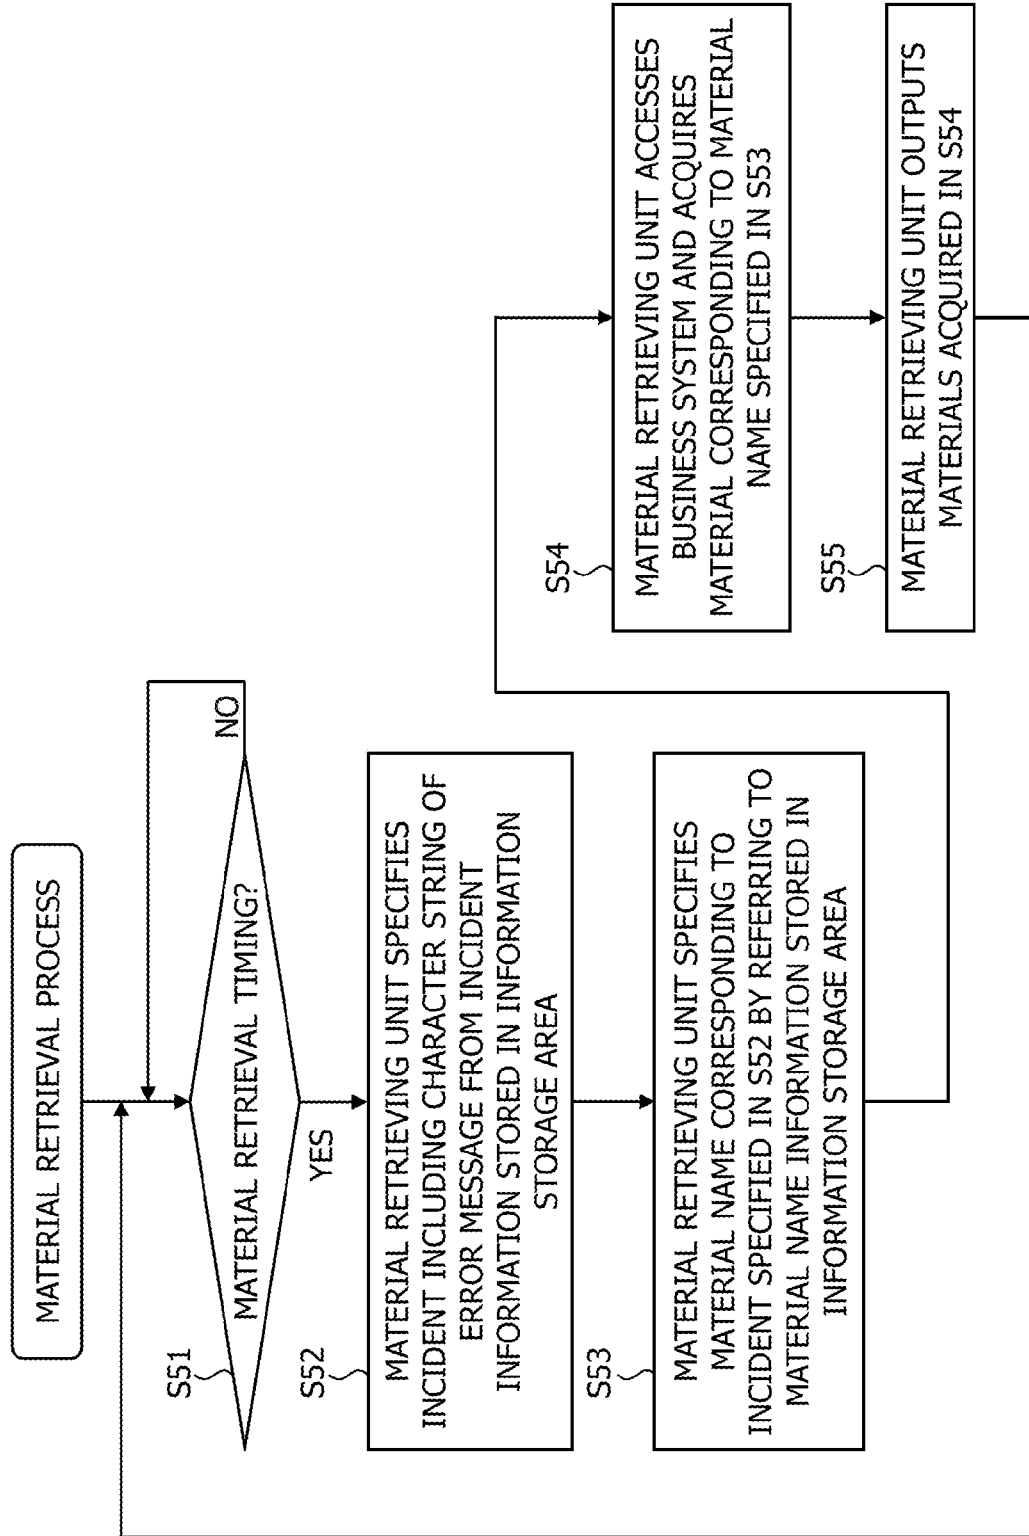 MATERIAL RETRIEVAL PROCESS
S51
MATERIAL RETRIEVAL TIMING?
NO
YES
S52
MATERIAL RETRIEVING UNIT SPECIFIES
INCIDENT INCLUDING CHARACTER STRING OF
ERROR MESSAGE FROM INCIDENT
INFORMATION STORED IN INFORMATION
STORAGE AREA
S53
MATERIAL RETRIEVING UNIT SPECIFIES
MATERIAL NAME CORRESPONDING TO
INCIDENT SPECIFIED IN S52 BY REFERRING TO
MATERIAL NAME INFORMATION STORED IN
INFORMATION STORAGE AREA
S54
MATERIAL RETRIEVING UNIT ACCESSES
BUSINESS SYSTEM AND ACQUIRES
MATERIAL CORRESPONDING TO MATERIAL
NAME SPECIFIED IN S53
S55
MATERIAL RETRIEVING UNIT OUTPUTS
MATERIALS ACQUIRED IN S54